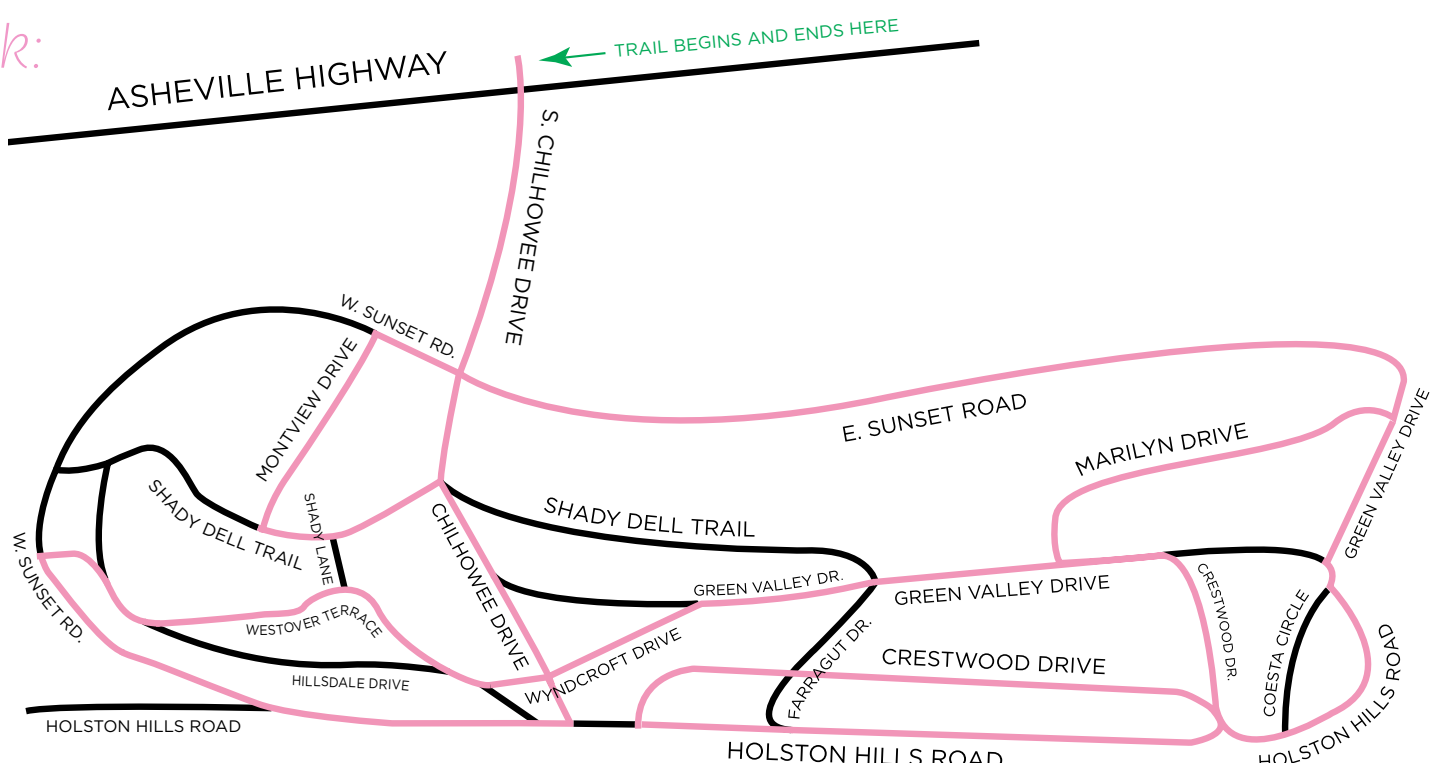 k:
TRAIL BEGINS AND ENDS HERE
ASHEVILLE HIGHWAY
S. CHILHOWEE DRIVE
W. SUNSET RD.
MONTVIEW DRIVE
E. SUNSET ROAD
MARILYN DRIVE
GREEN VALLEY DRIVE
SHADY DELL TRAIL
SHADY LANE
CHILHOWEE DRIVE
SHADY DELL TRAIL
W. SUNSET RD.
GREEN VALLEY DR.
GREEN VALLEY DRIVE
CRESTWOOD DR.
COESTA CIRCLE
WESTOVER TERRACE
WYNDCROFT DRIVE
FARRAGUT DR.
CRESTWOOD DRIVE
HOLSTON HILLS ROAD
HILLSDALE DRIVE
HOLSTON HILLS ROAD
HOLSTON HILLS ROAD